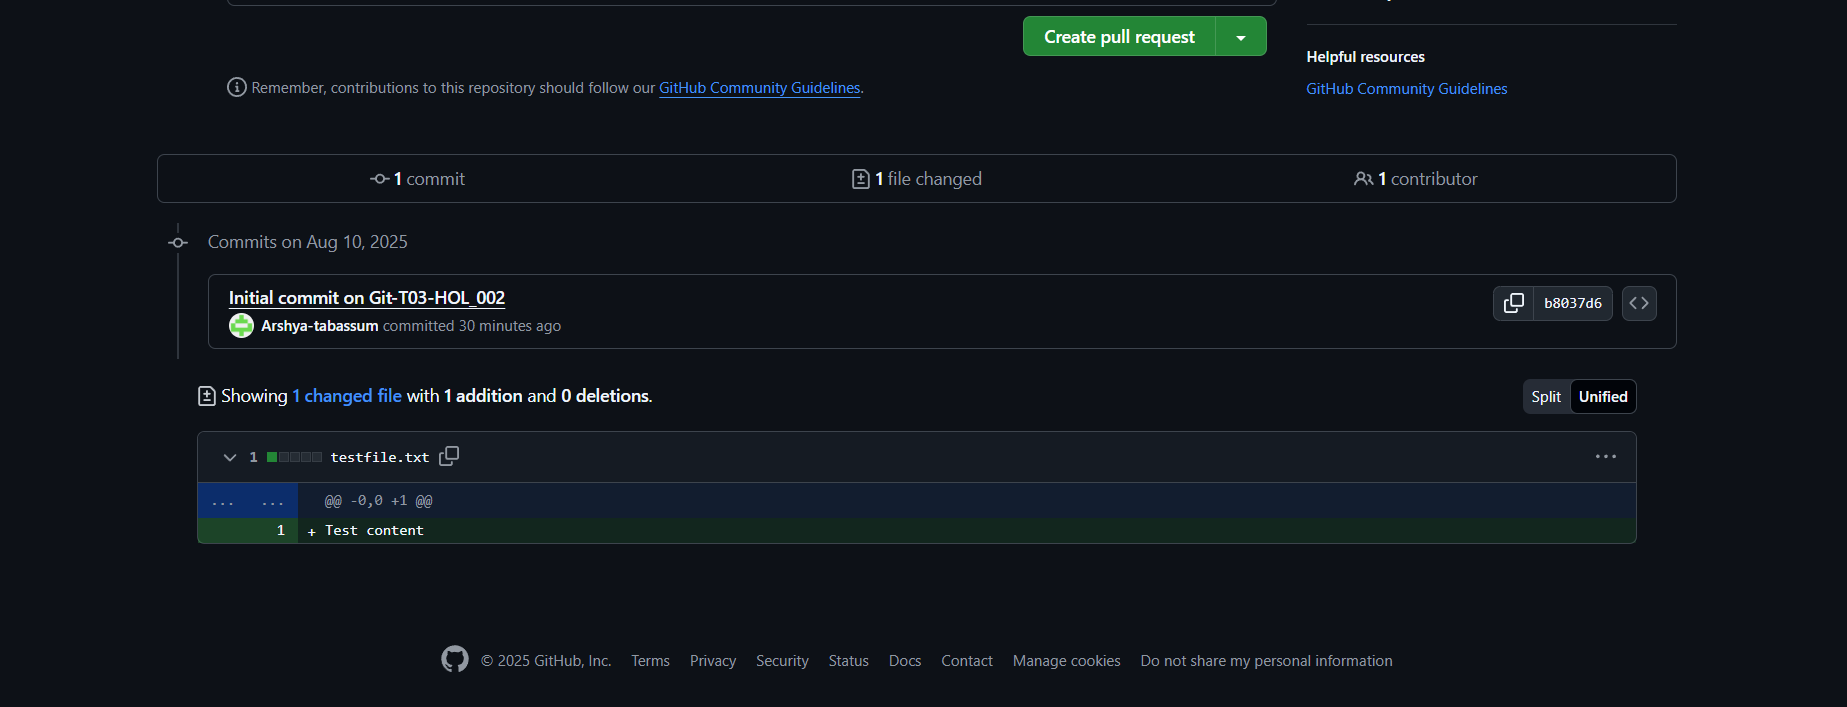 Create pull request
Helpful resources
Remember, contributions to this repository should follow our GitHub Community Guidelines.
GitHub Community Guidelines
1 commit
1 file changed
1 contributor
Commits on Aug 10, 2025
Initial commit on Git-T03-HOL_002
Arshya-tabassum committed 30 minutes ago
b8037d6
Showing 1 changed file with 1 addition and 0 deletions.
Split
Unified
1 testfile.txt
... ... @@ -0,0 +1 @@
1 + Test content
© 2025 GitHub, Inc. Terms Privacy Security Status Docs Contact Manage cookies Do not share my personal information